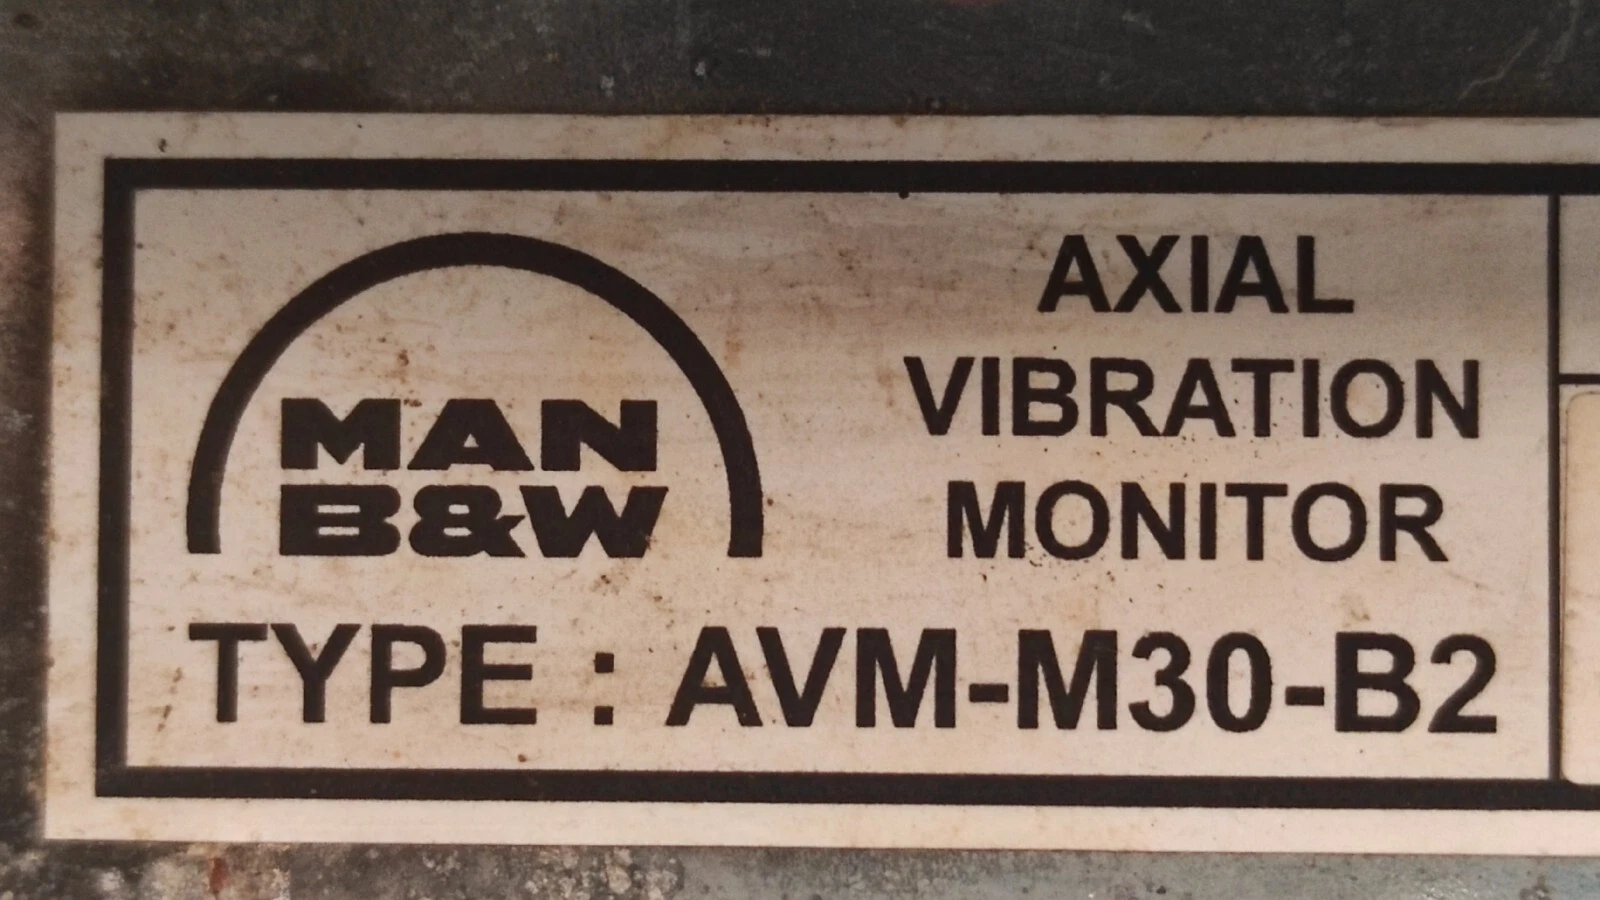 MAN
B&W
AXIAL
VIBRATION
MONITOR
TYPE : AVM-M30-B2